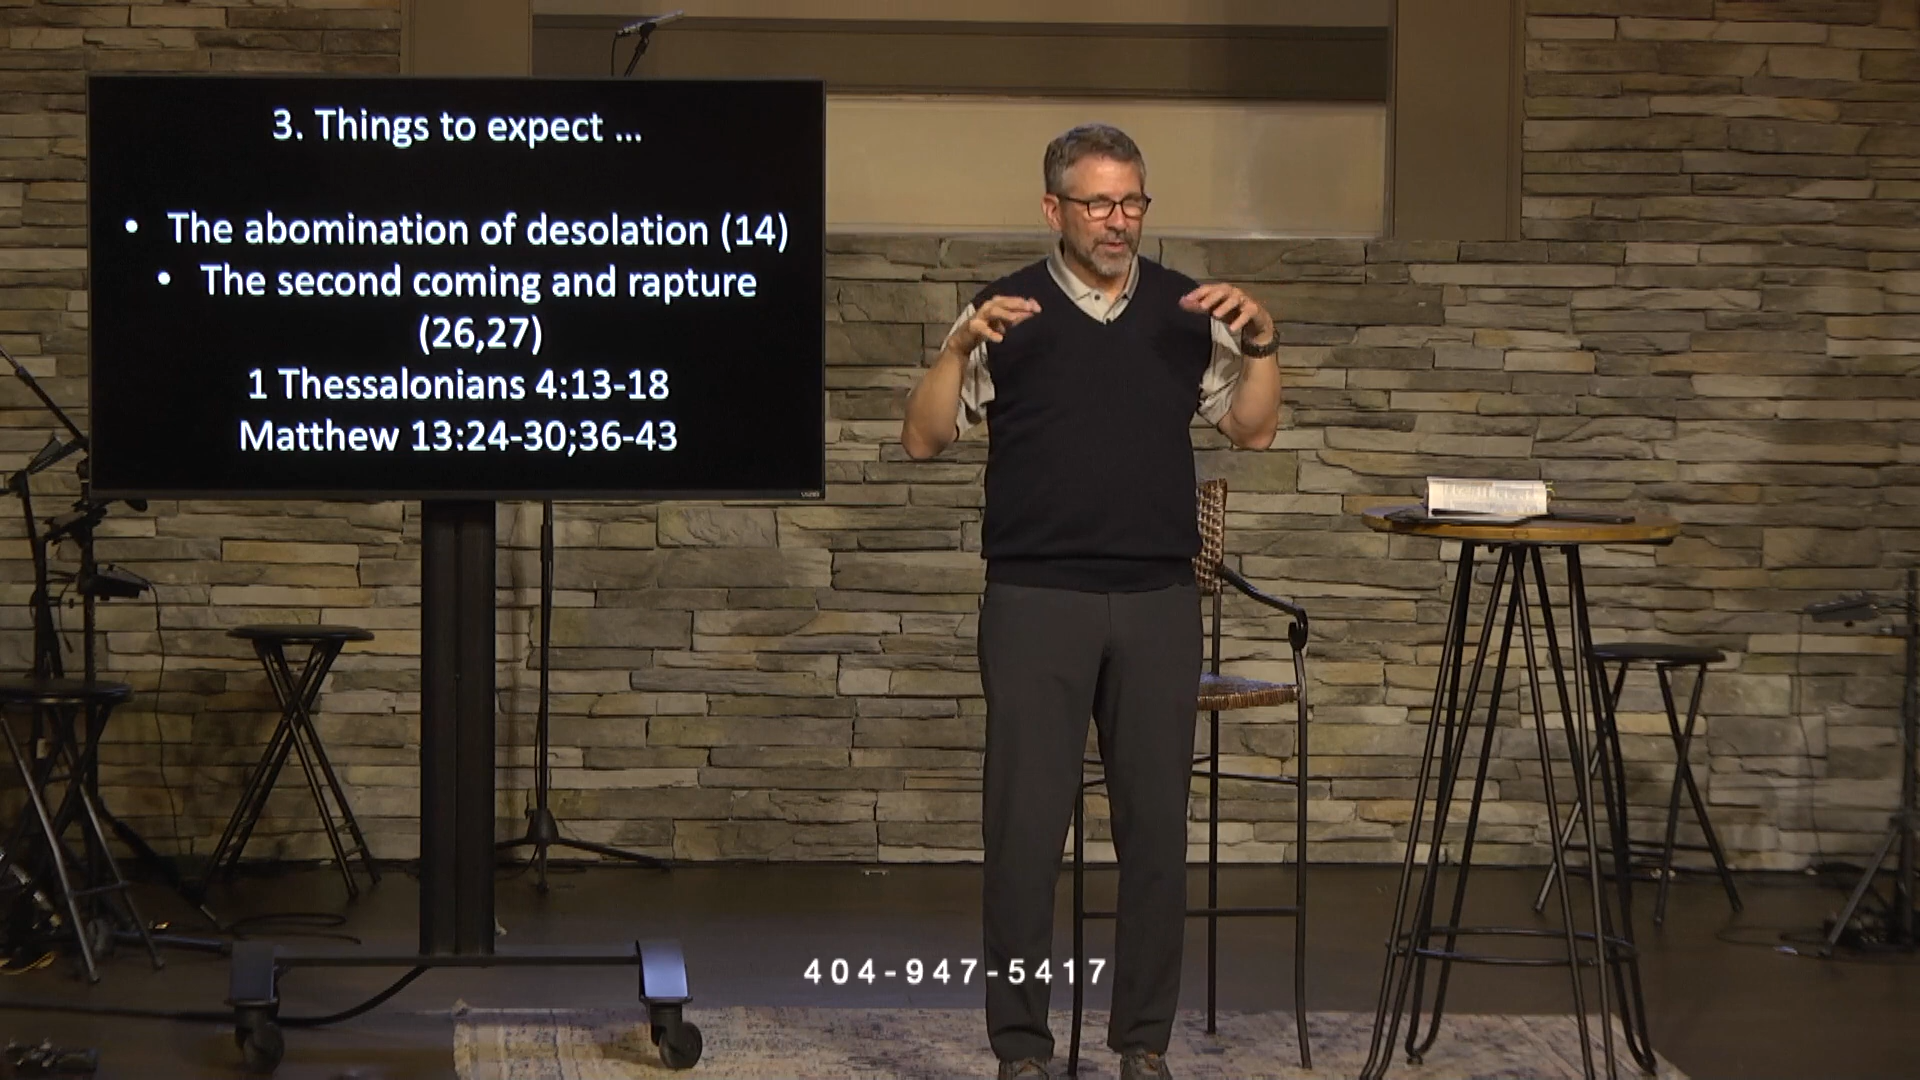 3. Things to expect ...
• The abomination of desolation (14)
• The second coming and rapture
(26,27)
1 Thessalonians 4:13-18
Matthew 13:24-30;36-43
404-947-5417